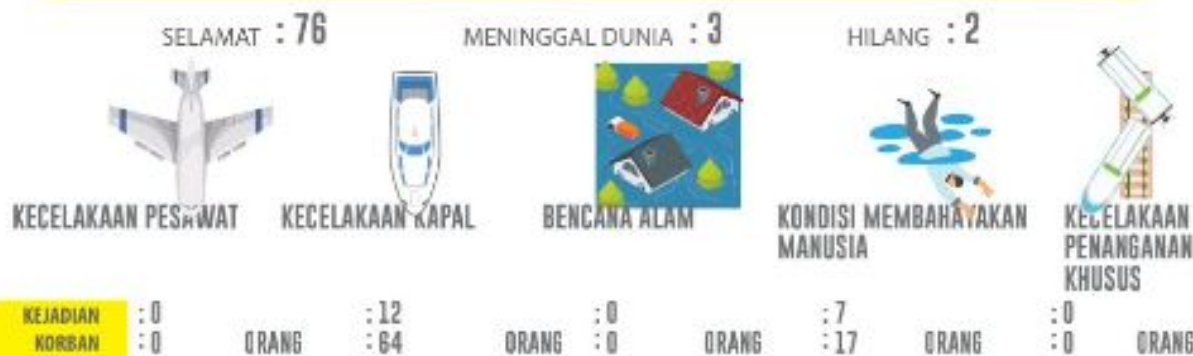 SELAMAT : 76 MENINGGAL DUNIA : 3 HILANG : 2
KECELAKAAN PESAWAT KECELAKAAN KAPAL BENCANA ALAM KONDISI MEMBAHAYAKAN MANUSIA KECELAKAAN PENANGANAN KHUSUS
KEJADIAN : 0 : 12 : 0 : 7 : 0
KORBAN : 0 ORANG : 64 ORANG : 0 ORANG : 17 ORANG : 0 ORANG